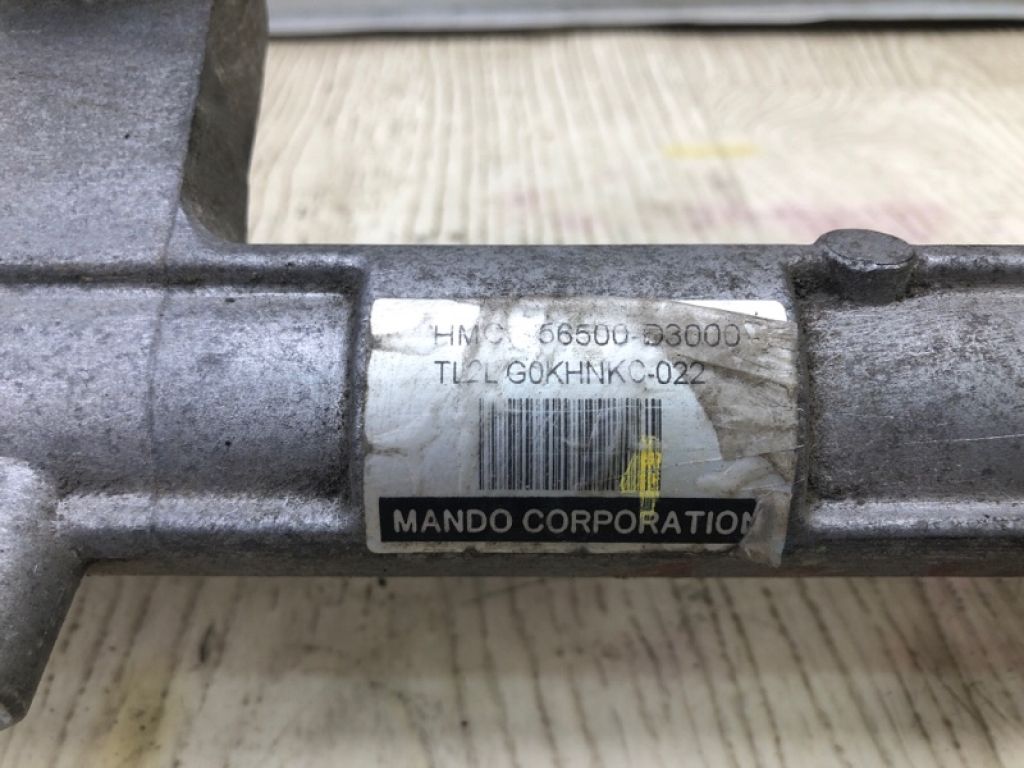 HMC 56500-D3000
TL2L G0KHNKC-022
MANDO CORPORATION